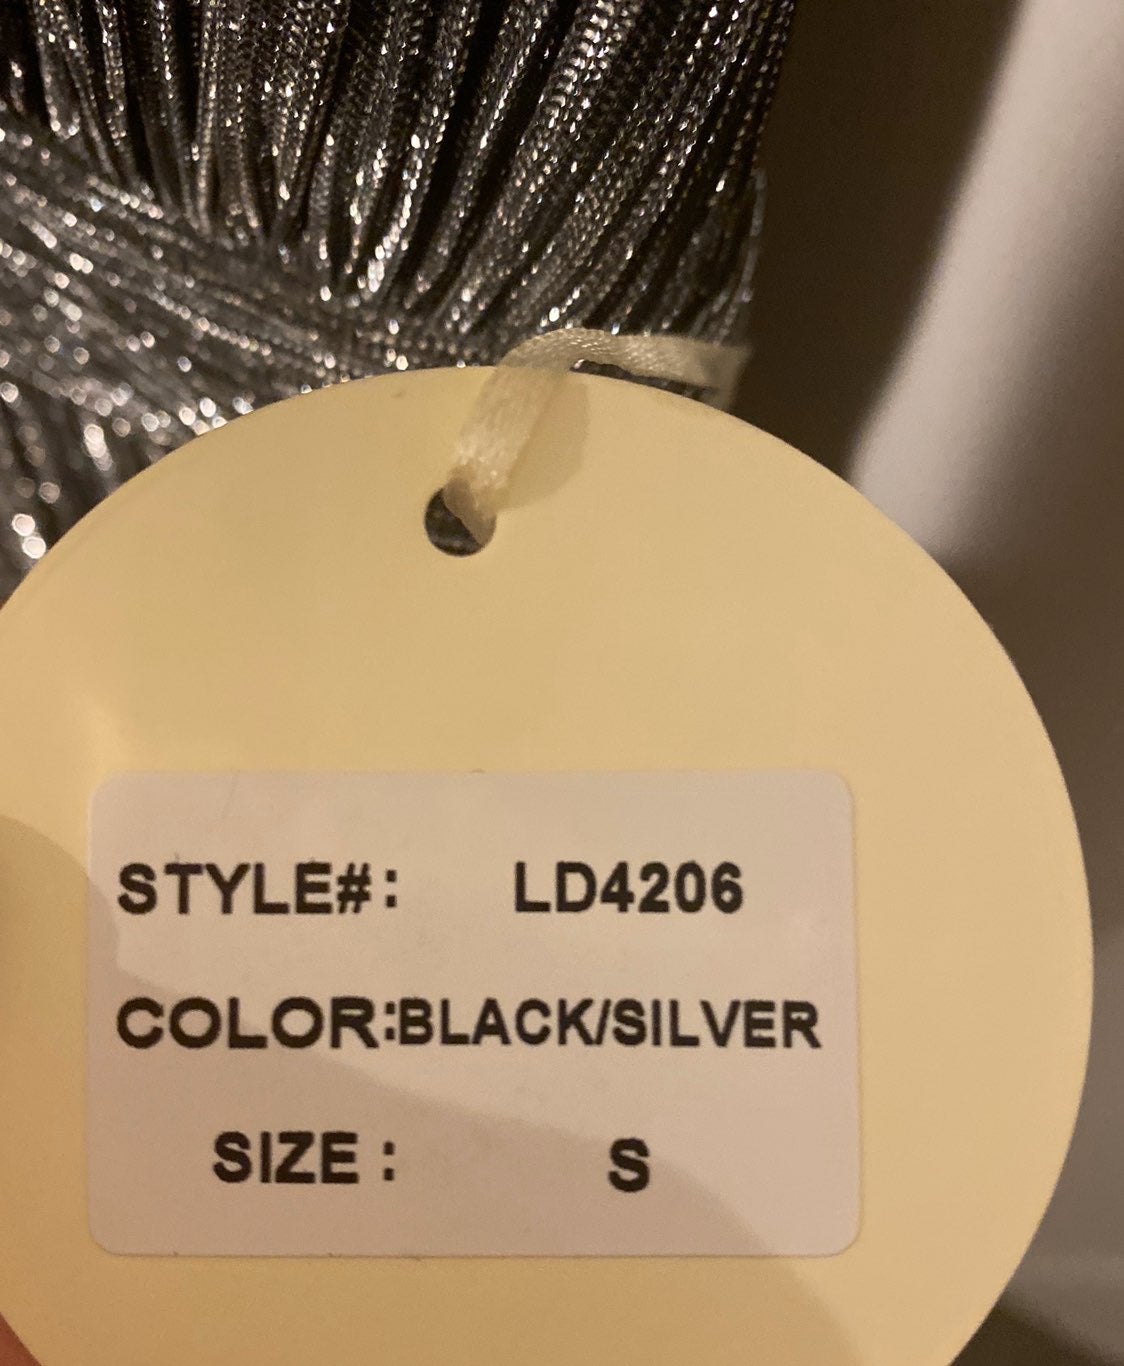 STYLE#: LD4206
COLOR:BLACK/SILVER
SIZE : S